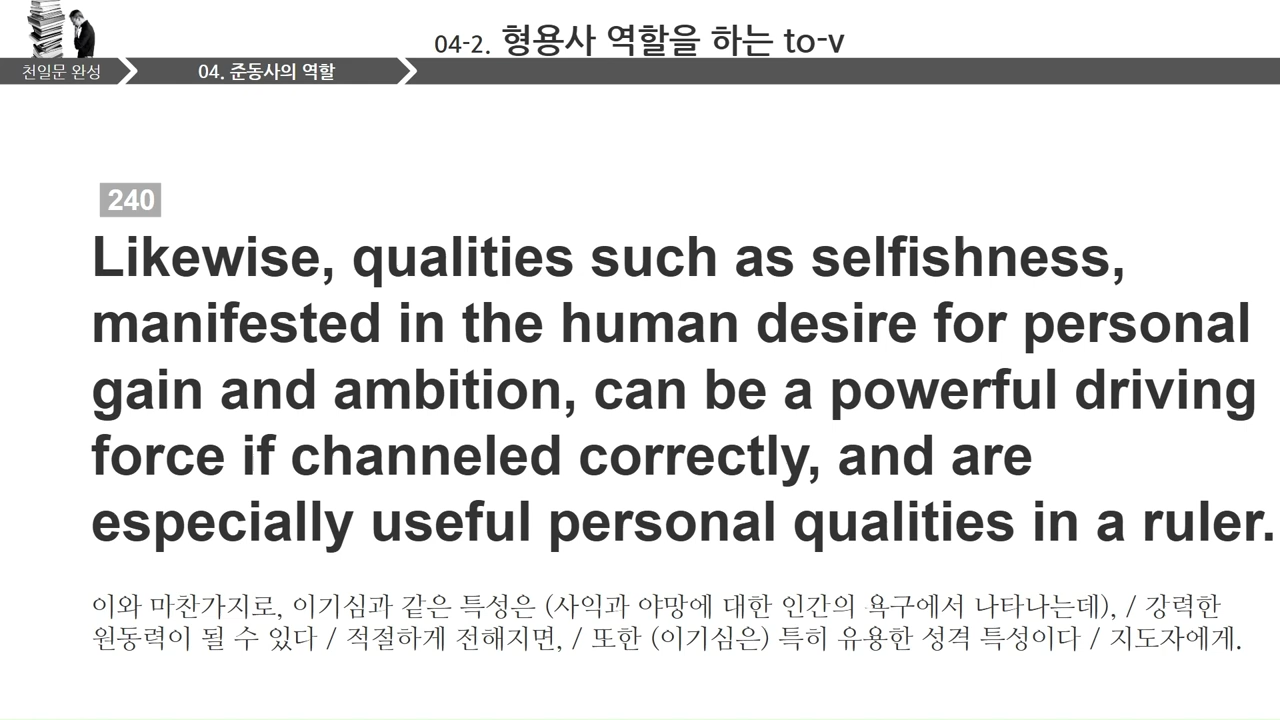 04-2. 형용사 역할을 하는 to-v
천일문 완성
04. 준동사의 역할
240
Likewise, qualities such as selfishness,
manifested in the human desire for personal
gain and ambition, can be a powerful driving
force if channeled correctly, and are
especially useful personal qualities in a ruler.
이와 마찬가지로, 이기심과 같은 특성은 (사익과 야망에 대한 인간의 욕구에서 나타나는데), / 강력한
원동력이 될 수 있다 / 적절하게 전해지면, / 또한 (이기심은) 특히 유용한 성격 특성이다 / 지도자에게.